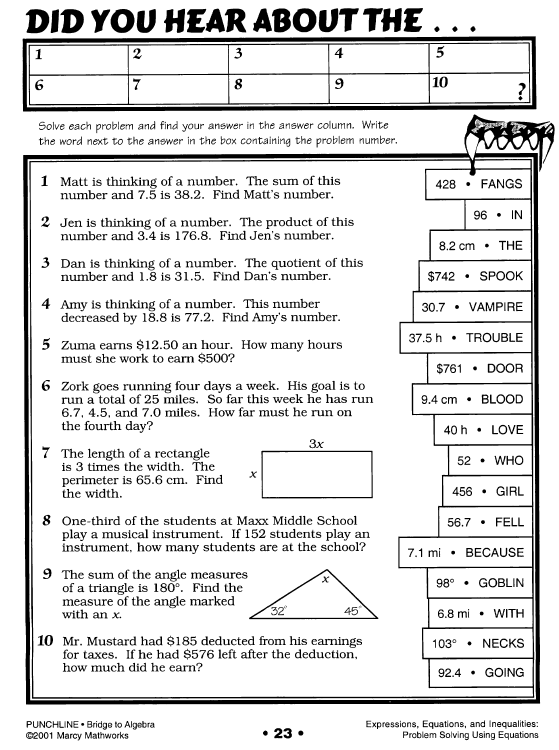 DID YOU HEAR ABOUT THE . . .
1 2 3 4 5
6 7 8 9 10 ?
Solve each problem and find your answer in the answer column. Write
the word next to the answer in the box containing the problem number.
1 Matt is thinking of a number. The sum of this
number and 7.5 is 38.2. Find Matt's number.
2 Jen is thinking of a number. The product of this
number and 3.4 is 176.8. Find Jen's number.
3 Dan is thinking of a number. The quotient of this
number and 1.8 is 31.5. Find Dan's number.
4 Amy is thinking of a number. This number
decreased by 18.8 is 77.2. Find Amy's number.
5 Zuma earns $12.50 an hour. How many hours
must she work to earn $500?
6 Zork goes running four days a week. His goal is to
run a total of 25 miles. So far this week he has run
6.7, 4.5, and 7.0 miles. How far must he run on
the fourth day?
7 The length of a rectangle
is 3 times the width. The
perimeter is 65.6 cm. Find
the width.
3x
x
8 One-third of the students at Maxx Middle School
play a musical instrument. If 152 students play an
instrument, how many students are at the school?
9 The sum of the angle measures
of a triangle is 180°. Find the
measure of the angle marked
with an x.
x
32° 45°
10 Mr. Mustard had $185 deducted from his earnings
for taxes. If he had $576 left after the deduction,
how much did he earn?
428 • FANGS
96 • IN
8.2 cm • THE
$742 • SPOOK
30.7 • VAMPIRE
37.5 h • TROUBLE
$761 • DOOR
9.4 cm • BLOOD
40 h • LOVE
52 • WHO
456 • GIRL
56.7 • FELL
7.1 mi • BECAUSE
98° • GOBLIN
6.8 mi • WITH
103° • NECKS
92.4 • GOING
PUNCHLINE • Bridge to Algebra
©2001 Marcy Mathworks
• 23 •
Expressions, Equations, and Inequalities:
Problem Solving Using Equations